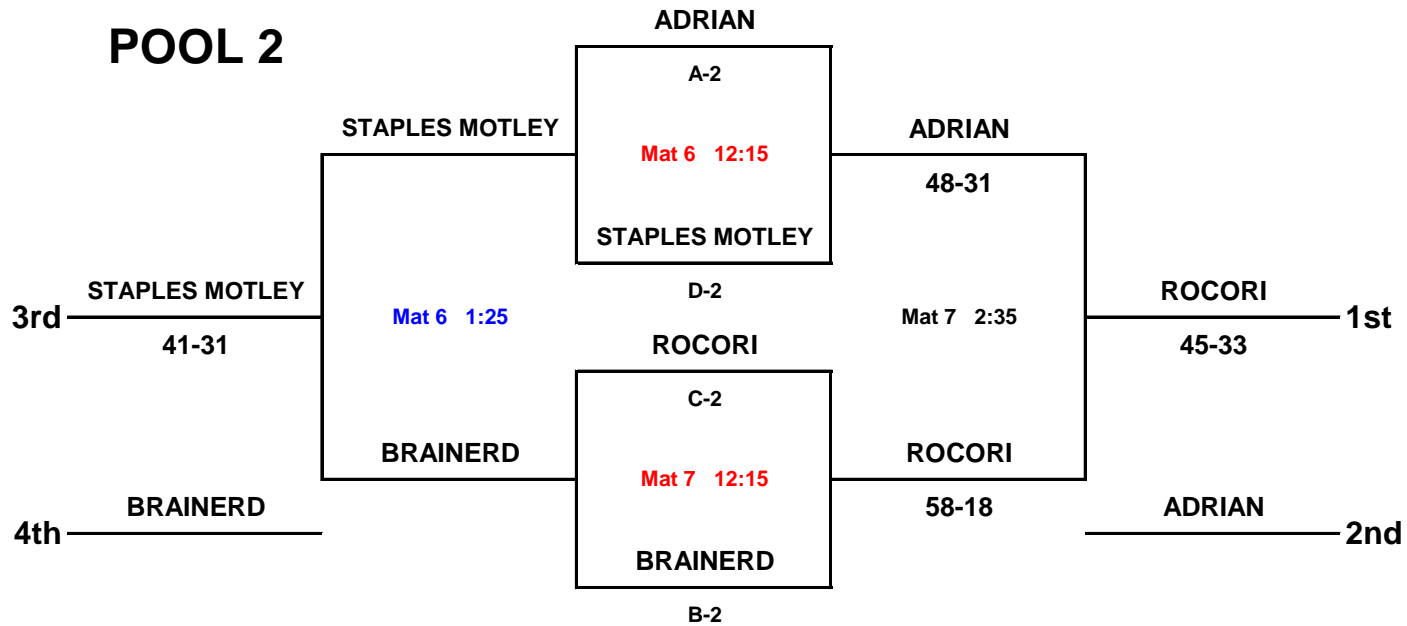 ADRIAN
POOL 2
A-2
STAPLES MOTLEY
ADRIAN
Mat 6 12:15
48-31
STAPLES MOTLEY
STAPLES MOTLEY
D-2
ROCORI
3rd
Mat 6 1:25
Mat 7 2:35
1st
41-31
ROCORI
45-33
C-2
BRAINERD
ROCORI
Mat 7 12:15
BRAINERD
58-18
ADRIAN
4th
2nd
BRAINERD
B-2